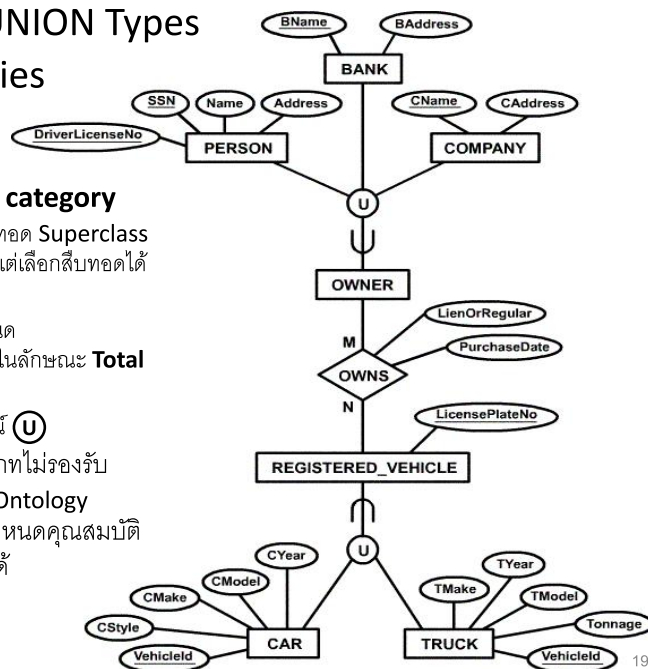 UNION Types
ies
category
ทอด Superclass
แต่เลือกสืบทอดได้
นด
ในลักษณะ Total
U
ภทไม่รองรับ
Ontology
หนดคุณสมบัติ
ด้
BName
BAddress
BANK
SSN
Name
Address
DriverLicenseNo
PERSON
CName
CAddress
COMPANY
U
OWNER
LienOrRegular
M
PurchaseDate
OWNS
N
LicensePlateNo
REGISTERED_VEHICLE
U
CYear
CModel
CMake
CStyle
VehicleId
CAR
TYear
TMake
TModel
Tonnage
TRUCK
VehicleId
19